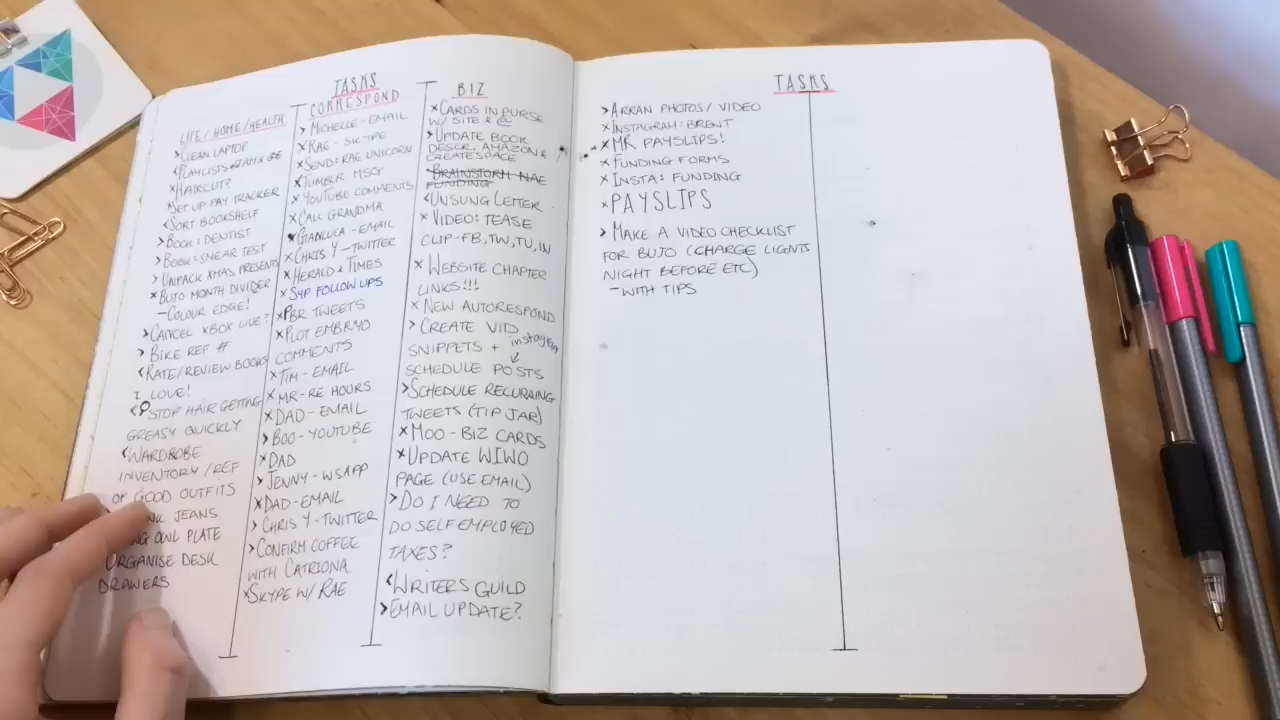 TASKS
LIFE/HOME/HEALTH
>CLEAN LAPTOP
<PLAYLISTS
×HAIRCUT?
×SET UP PAY TRACKER
<SORT BOOKSHELF
>BOOK: DENTIST
>BOOK: SMEAR TEST
>UNPACK XMAS PRESENTS
×BUJO MONTH DIVIDER
–COLOUR EDGE!
>CANCEL XBOX LIVE?
>BIKE REF #
<RATE/REVIEW BOOKS
I LOVE!
<STOP HAIR GETTING
GREASY QUICKLY
<WARDROBE
INVENTORY/REF
OF GOOD OUTFITS
JEANS
OWL PLATE
ORGANISE DESK
DRAWERS
CORRESPOND
>MICHELLE-EMAIL
×RAE-SKYPE
×SEND: RAE UNICORN
×TUMBLR MSG
×YOUTUBE COMMENTS
×CALL GRANDMA
×GIANLUCA-EMAIL
×CHRIS Y-TWITTER
×HERALD & TIMES
×SYP FOLLOW UPS
×PBR TWEETS
×PLOT EMBRYO
COMMENTS
×TIM-EMAIL
×MR-RE HOURS
×DAD-EMAIL
>BOO-YOUTUBE
×DAD
>JENNY-WSAPP
×DAD-EMAIL
>CHRIS Y-TWITTER
>CONFIRM COFFEE
WITH CATRIONA
×SKYPE W/ RAE
BIZ
×CARDS IN PURSE
W/ SITE & @
>UPDATE BOOK
DESCR. AMAZON &
CREATESPACE
BRAINSTORM NAE
FUNDING
<UNSUNG LETTER
×VIDEO: TEASE
CLIP-FB,TW,TU,IN
×WEBSITE CHAPTER
LINKS!!!
×NEW AUTORESPOND
>CREATE VID
SNIPPETS + instagram
SCHEDULE POSTS
>SCHEDULE RECURRING
TWEETS (TIP JAR)
×MOO-BIZ CARDS
×UPDATE WIWO
PAGE (USE EMAIL)
>DO I NEED TO
DO SELF EMPLOYED
TAXES?
<WRITERS GUILD
>EMAIL UPDATE?
TASKS
>ARRAN PHOTOS/VIDEO
×INSTAGRAM: BRENT
×MK PAYSLIPS!
×FUNDING FORMS
×INSTA: FUNDING
×PAYSLIPS
>MAKE A VIDEO CHECKLIST
FOR BUJO (CHARGE LIGHTS
NIGHT BEFORE ETC)
–WITH TIPS